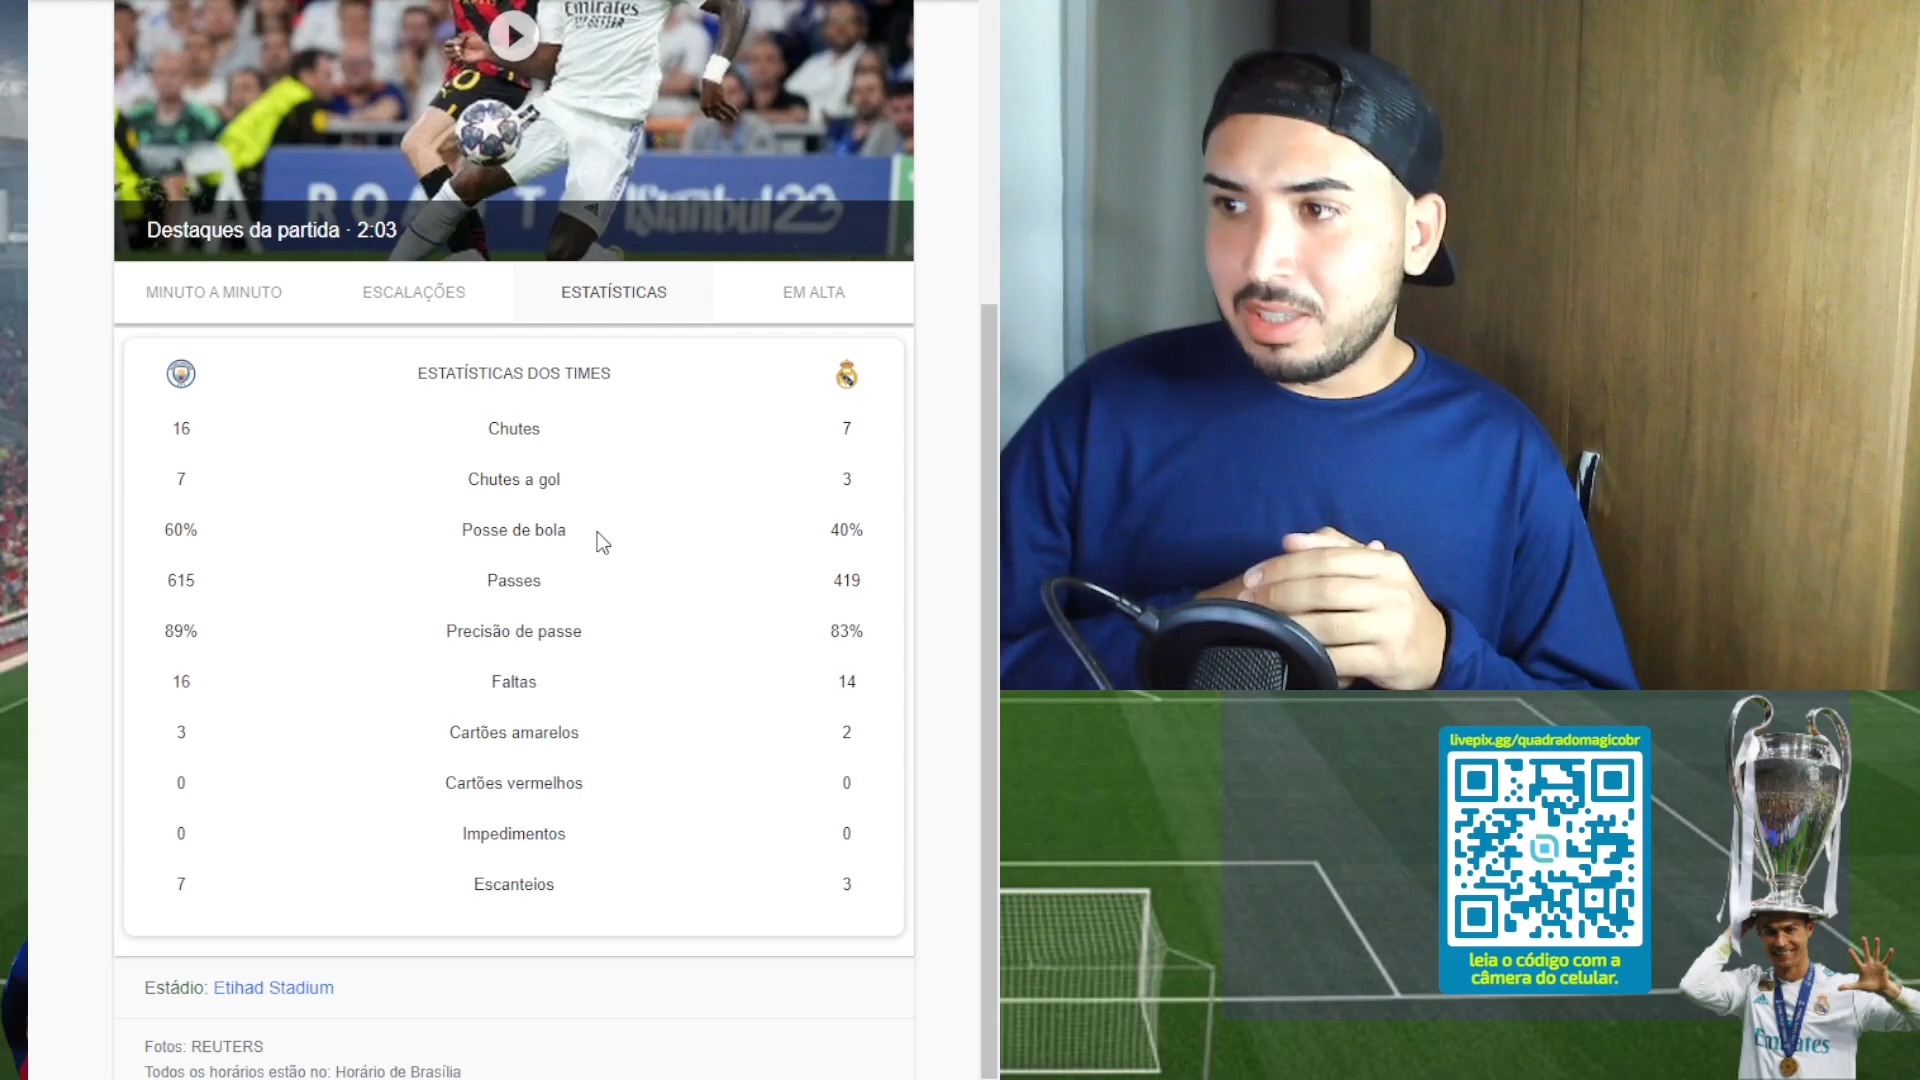 Emirates
FLY BETTER
Istanbul23
Destaques da partida · 2:03
MINUTO A MINUTO
ESCALAÇÕES
ESTATÍSTICAS
EM ALTA
ESTATÍSTICAS DOS TIMES
16 Chutes 7
7 Chutes a gol 3
60% Posse de bola 40%
615 Passes 419
89% Precisão de passe 83%
16 Faltas 14
3 Cartões amarelos 2
0 Cartões vermelhos 0
0 Impedimentos 0
7 Escanteios 3
Estádio: Etihad Stadium
Fotos: REUTERS
Todos os horários estão no: Horário de Brasília
livepix.gg/quadradomagicobr
leia o código com a
câmera do celular.
Emirates